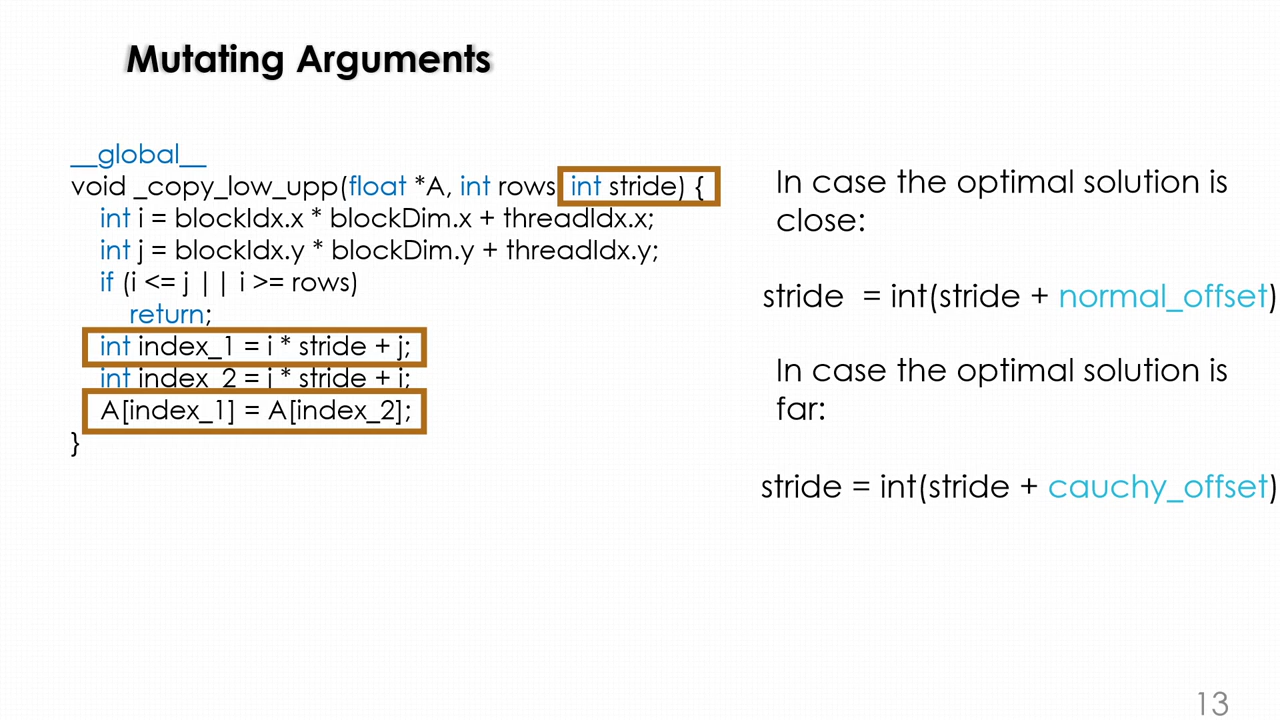 Mutating Arguments
__global__
void _copy_low_upp(float *A, int rows int stride) {
int i = blockIdx.x * blockDim.x + threadIdx.x;
int j = blockIdx.y * blockDim.y + threadIdx.y;
if (i <= j || i >= rows)
return;
int index_1 = i * stride + j;
int index_2 = j * stride + i;
A[index_1] = A[index_2];
}
In case the optimal solution is
close:
stride = int(stride + normal_offset)
In case the optimal solution is
far:
stride = int(stride + cauchy_offset)
13